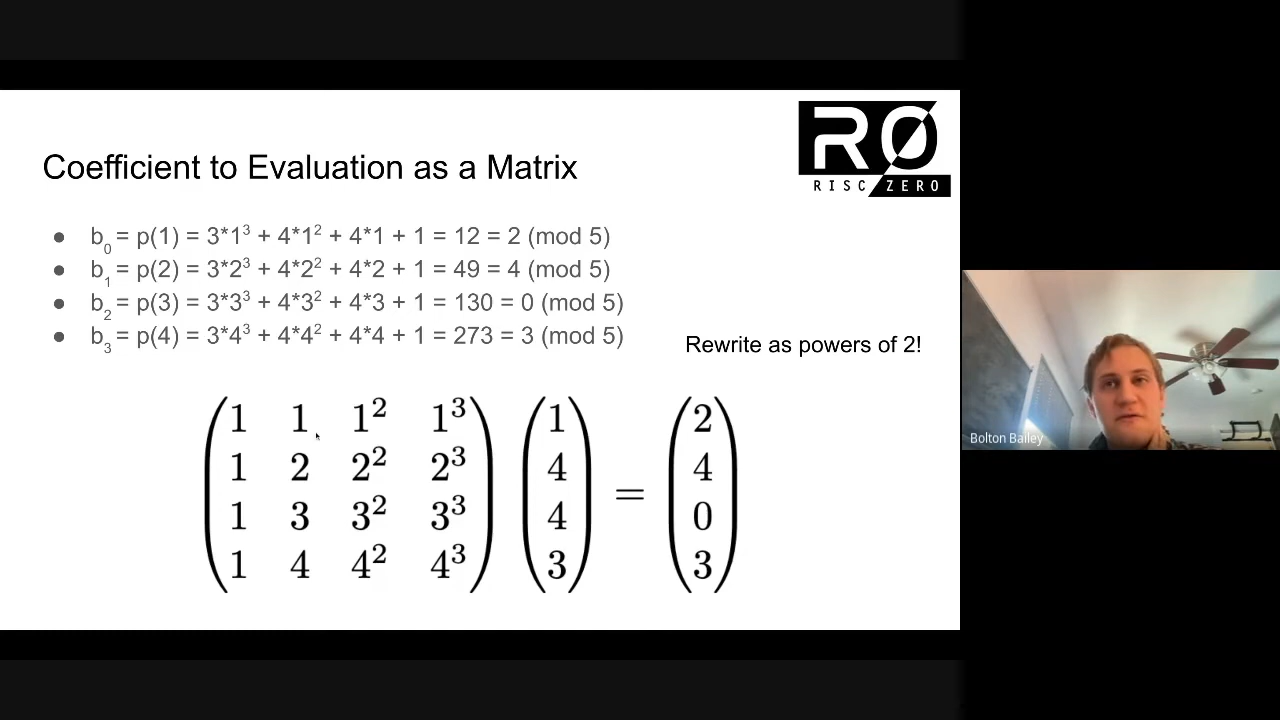 RØ
RISC ZERO
Coefficient to Evaluation as a Matrix
● b₀ = p(1) = 3*1³ + 4*1² + 4*1 + 1 = 12 = 2 (mod 5)
● b₁ = p(2) = 3*2³ + 4*2² + 4*2 + 1 = 49 = 4 (mod 5)
● b₂ = p(3) = 3*3³ + 4*3² + 4*3 + 1 = 130 = 0 (mod 5)
● b₃ = p(4) = 3*4³ + 4*4² + 4*4 + 1 = 273 = 3 (mod 5)
Rewrite as powers of 2!
( 1 1 1² 1³ ) ( 1 ) ( 2 )
( 1 2 2² 2³ ) ( 4 ) ( 4 )
=
( 1 3 3² 3³ ) ( 4 ) ( 0 )
( 1 4 4² 4³ ) ( 3 ) ( 3 )
Bolton Bailey